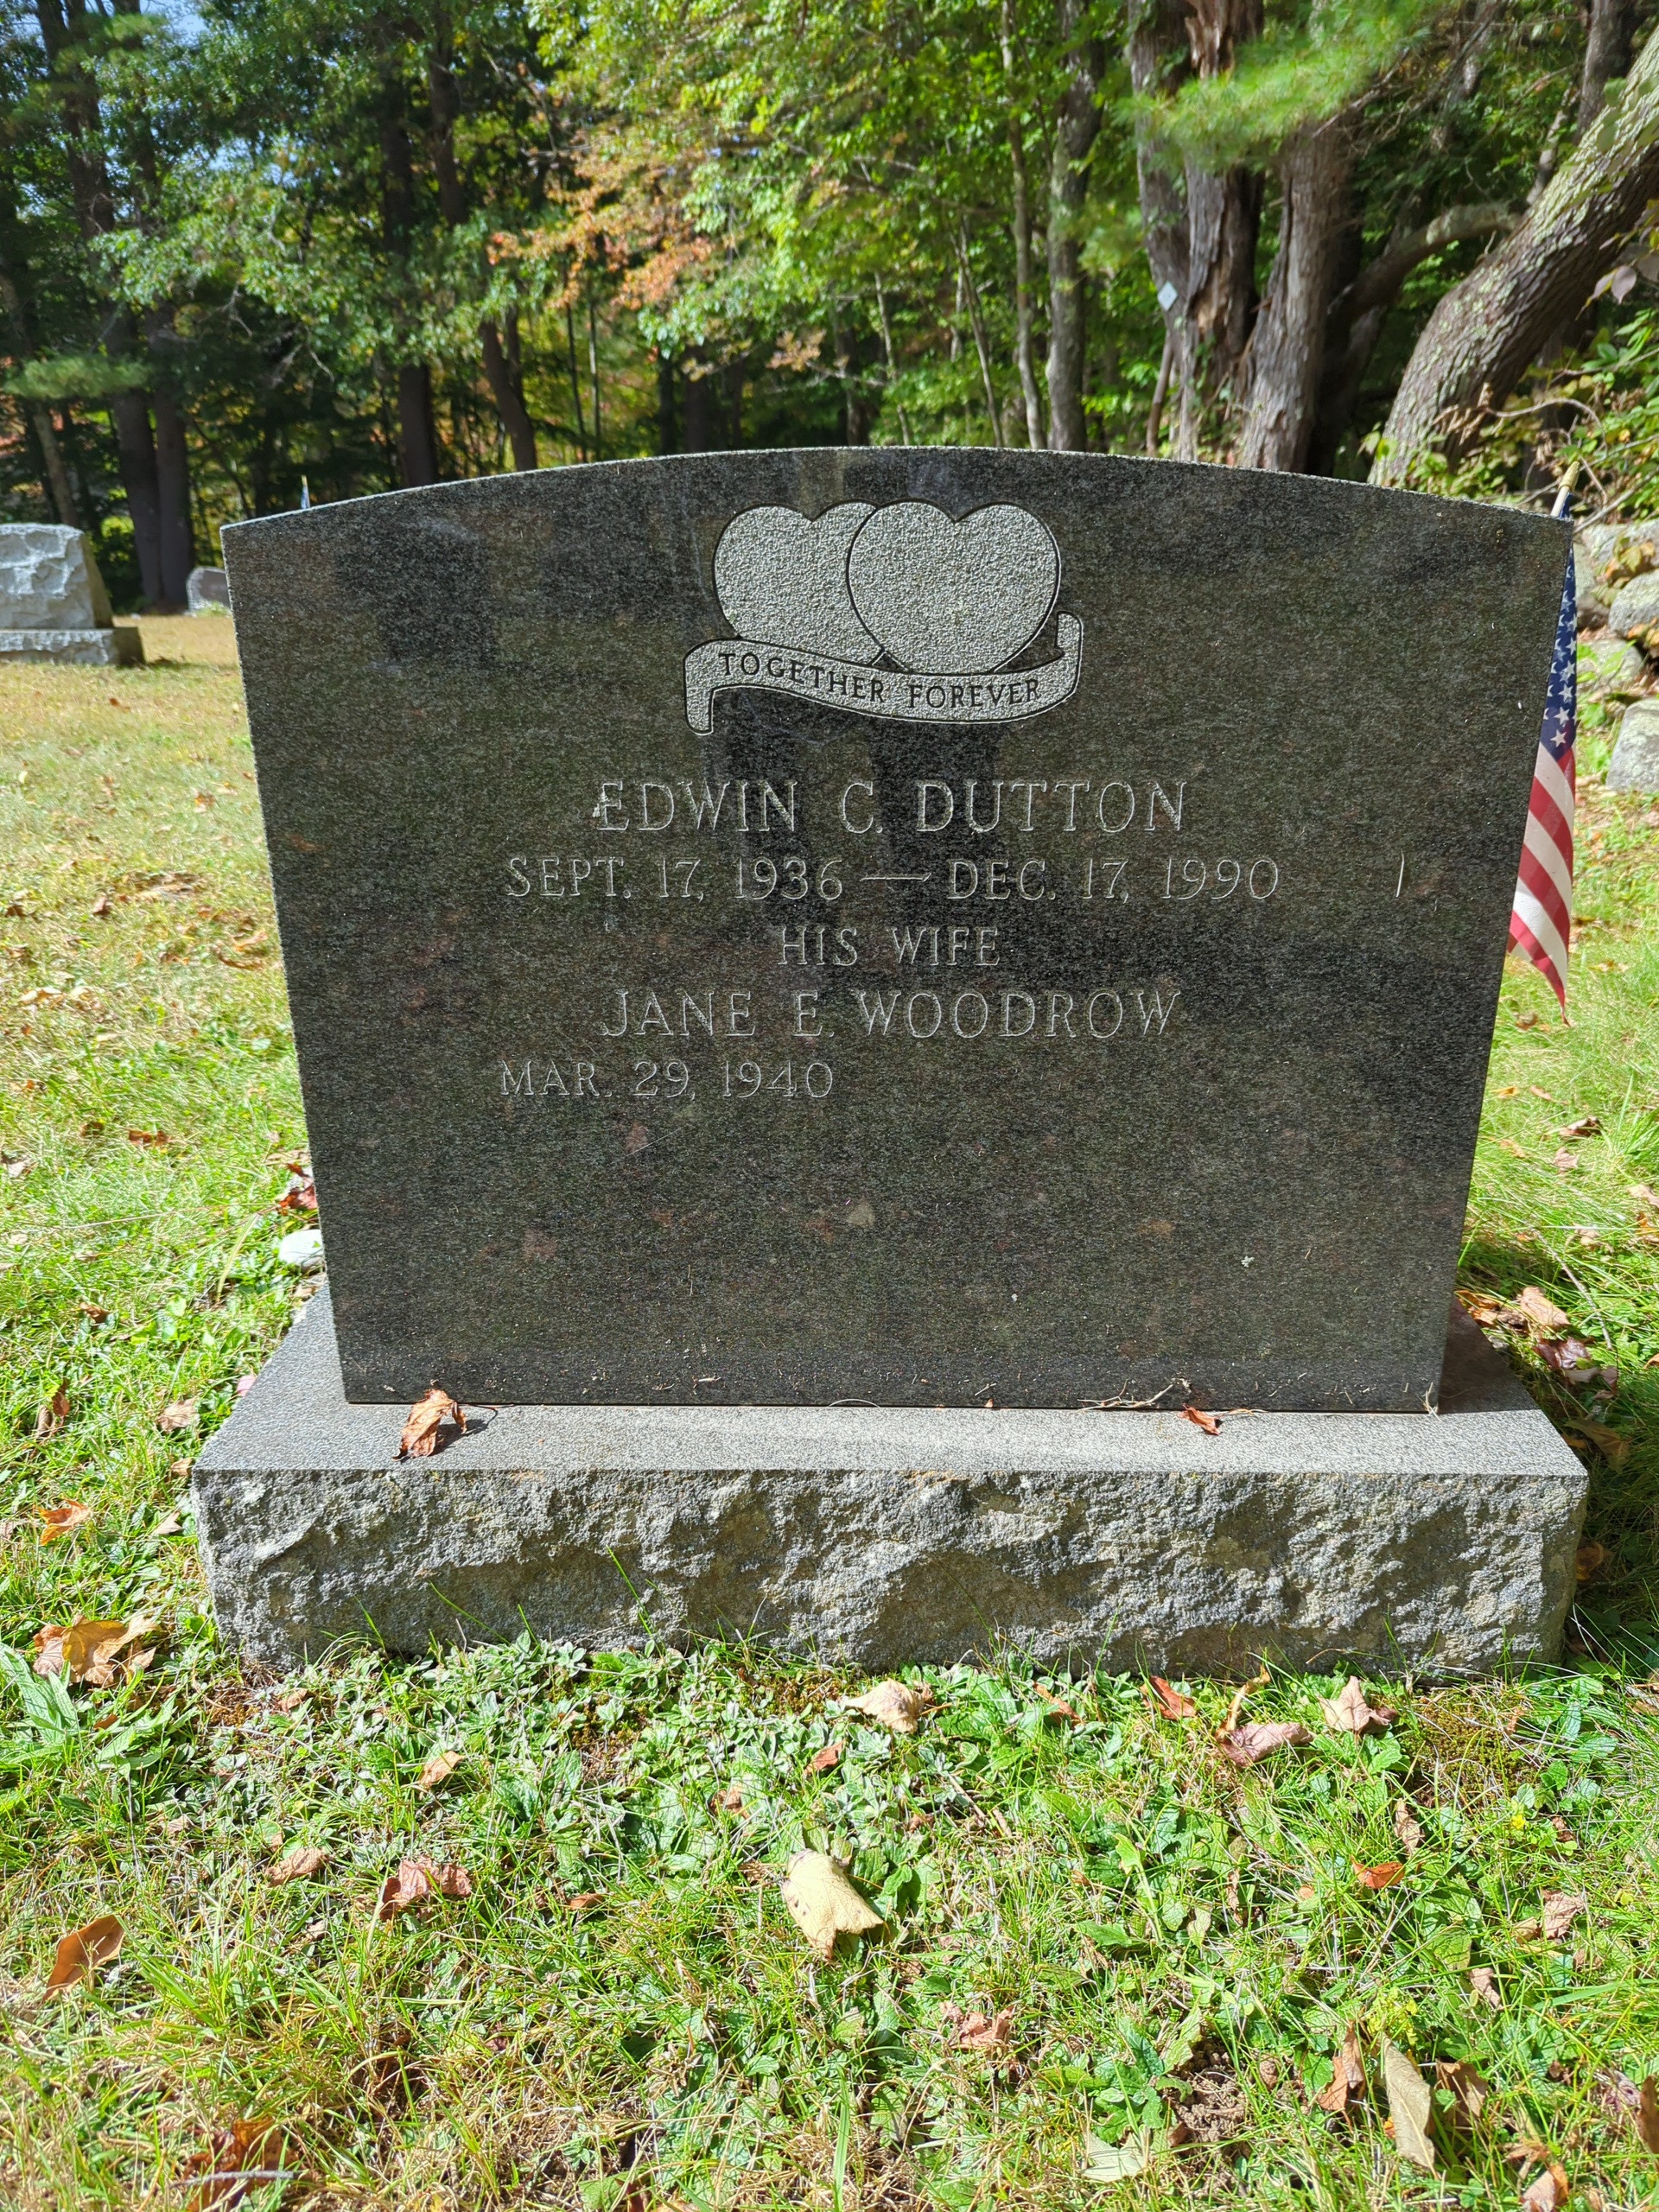 TOGETHER FOREVER
EDWIN C. DUTTON
SEPT. 17, 1936 — DEC. 17, 1990
HIS WIFE
JANE E. WOODROW
MAR. 29, 1940